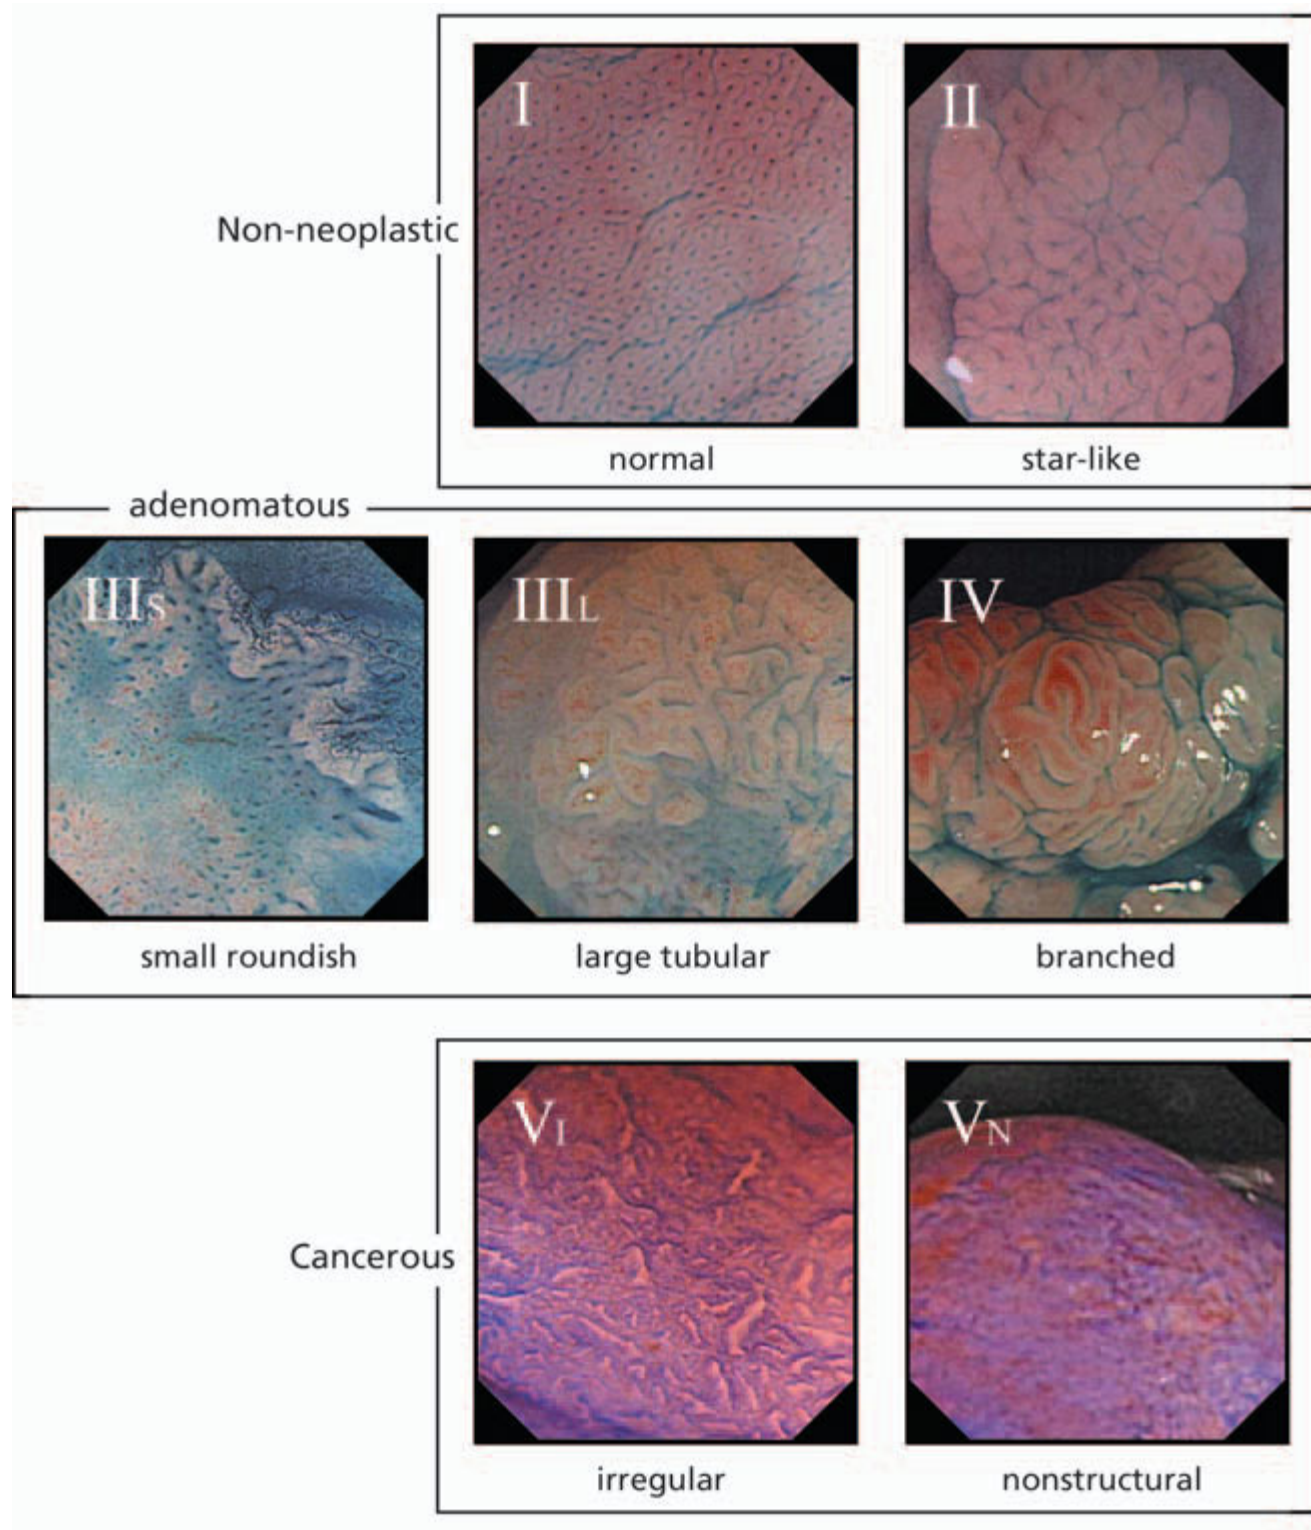 I
II
Non-neoplastic
normal
star-like
adenomatous
IIIS
IIIL
IV
small roundish
large tubular
branched
VI
VN
Cancerous
irregular
nonstructural